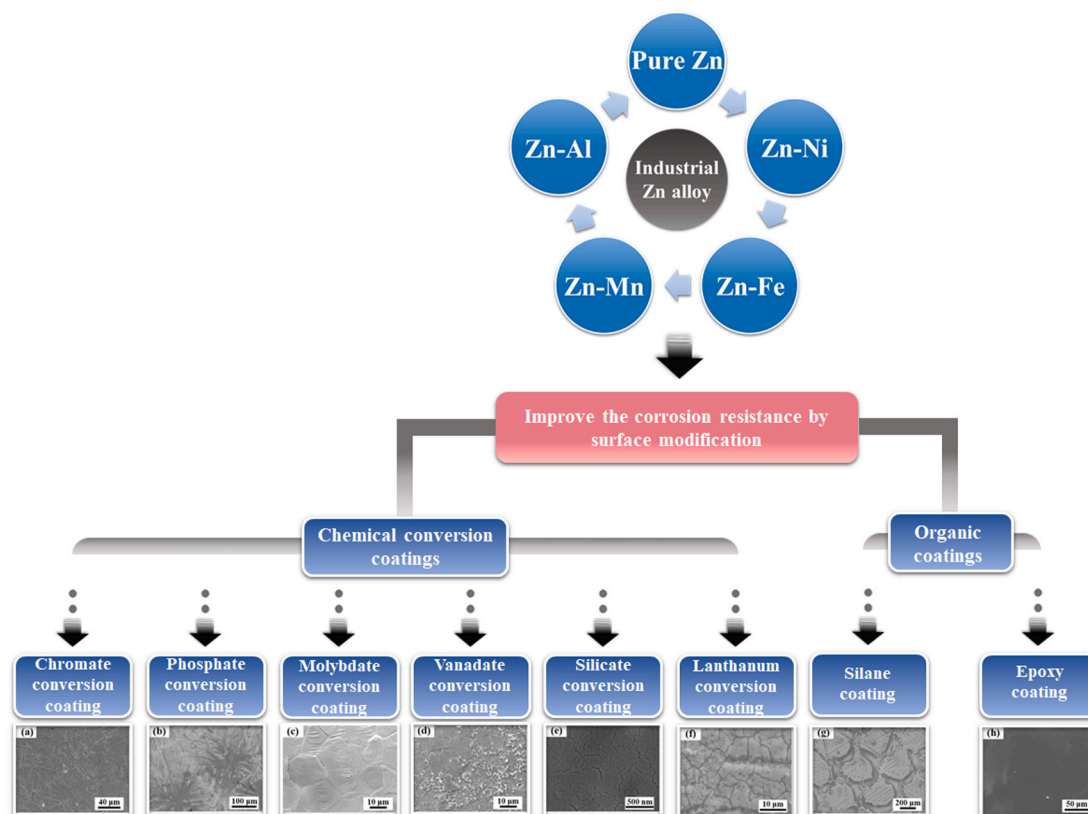 Pure Zn
Zn-Al
Zn-Ni
Industrial
Zn alloy
Zn-Mn
Zn-Fe
Improve the corrosion resistance by
surface modification
Chemical conversion
coatings
Organic
coatings
Chromate
conversion
coating
Phosphate
conversion
coating
Molybdate
conversion
coating
Vanadate
conversion
coating
Silicate
conversion
coating
Lanthanum
conversion
coating
Silane
coating
Epoxy
coating
(a)
40 μm
(b)
100 μm
(c)
10 μm
(d)
10 μm
(e)
500 nm
(f)
10 μm
(g)
200 μm
(h)
50 μm